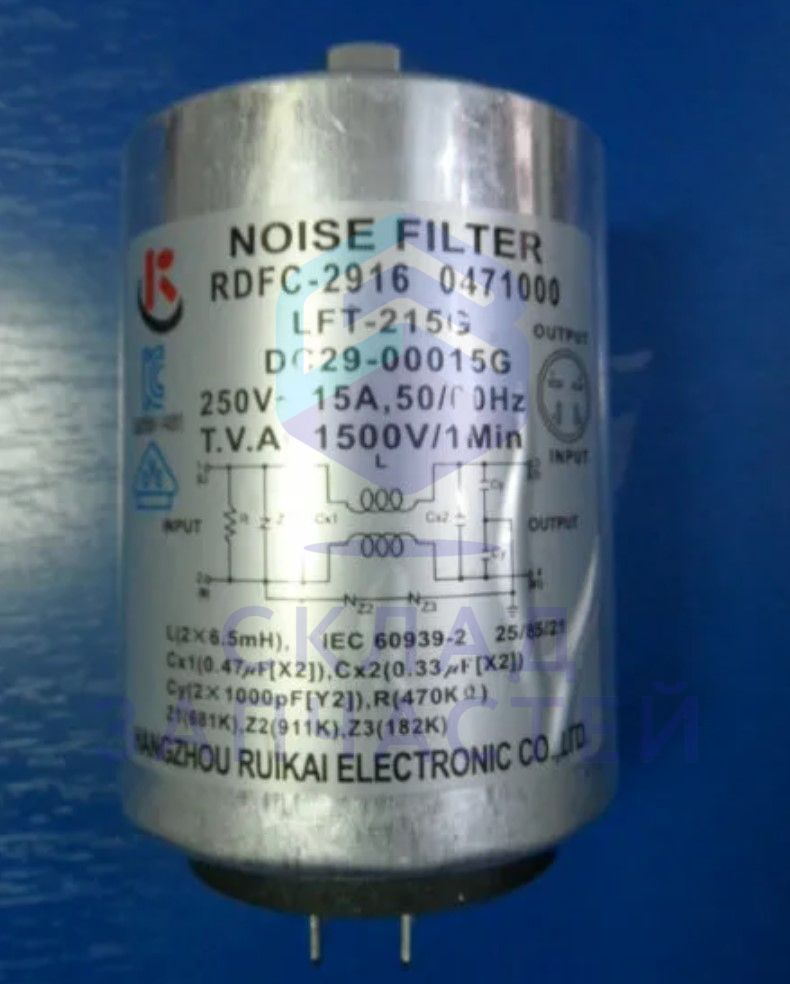 NOISE FILTER
RDFC-2916 0471000
LFT-215G
DC29-00015G
250V~ 15A,50/60Hz
T.V.A 1500V/1Min
OUTPUT
INPUT
L
INPUT
R
Z
Cx1
Cx2
Cy
Cy
OUTPUT
Z2
Z3
L(2×6.5mH), IEC 60939-2 25/85/21
Cx1(0.47μF[X2]),Cx2(0.33μF[X2])
Cy(2×1000pF[Y2]),R(470KΩ)
Z1(681K),Z2(911K),Z3(182K)
HANGZHOU RUIKAI ELECTRONIC CO.,LTD.
СКЛАД
ЗАПЧАСТЕЙ